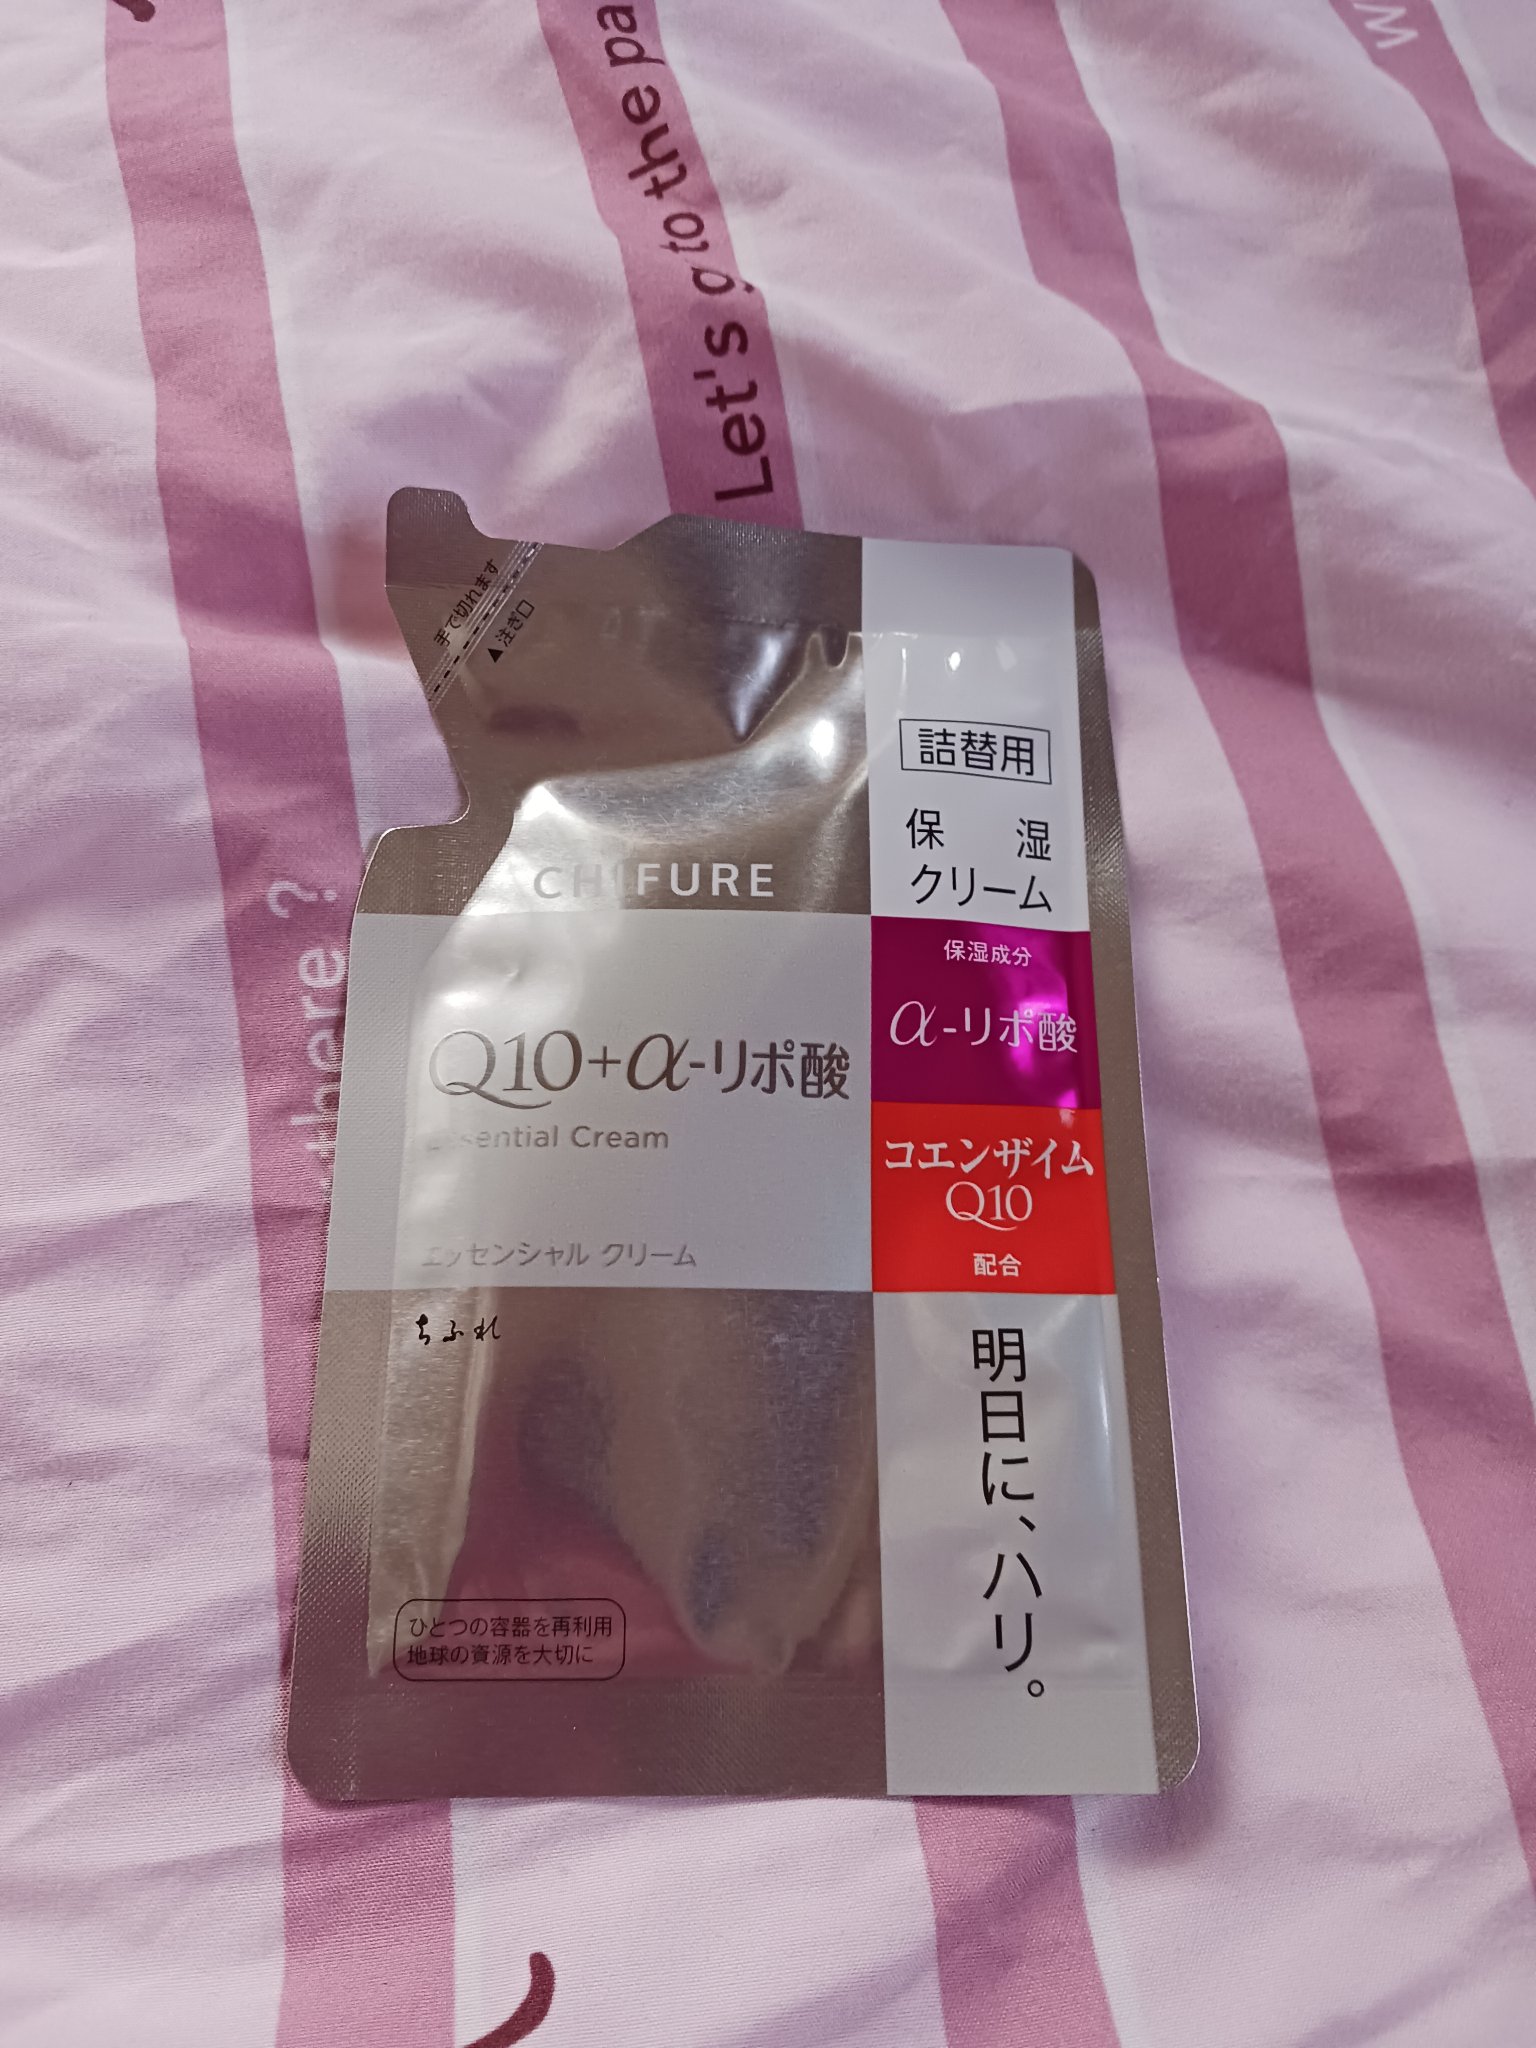 Let's go to the pa
w
there ?
手で切れます
▲注ぎ口
詰替用
保 湿
クリーム
CHIFURE
保湿成分
α-リポ酸
Q10+α-リポ酸
Essential Cream
コエンザイム
Q10
配合
エッセンシャル クリーム
ちふれ
明日に、ハリ。
ひとつの容器を再利用
地球の資源を大切に